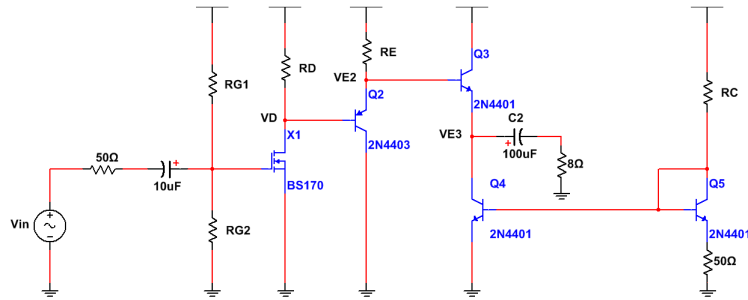 RG1
RD
RE
VE2
Q3
RC
Q2
2N4401
VD
X1
C2
VE3
50Ω
2N4403
100uF
8Ω
10uF
BS170
Q4
Q5
Vin
RG2
2N4401
2N4401
50Ω